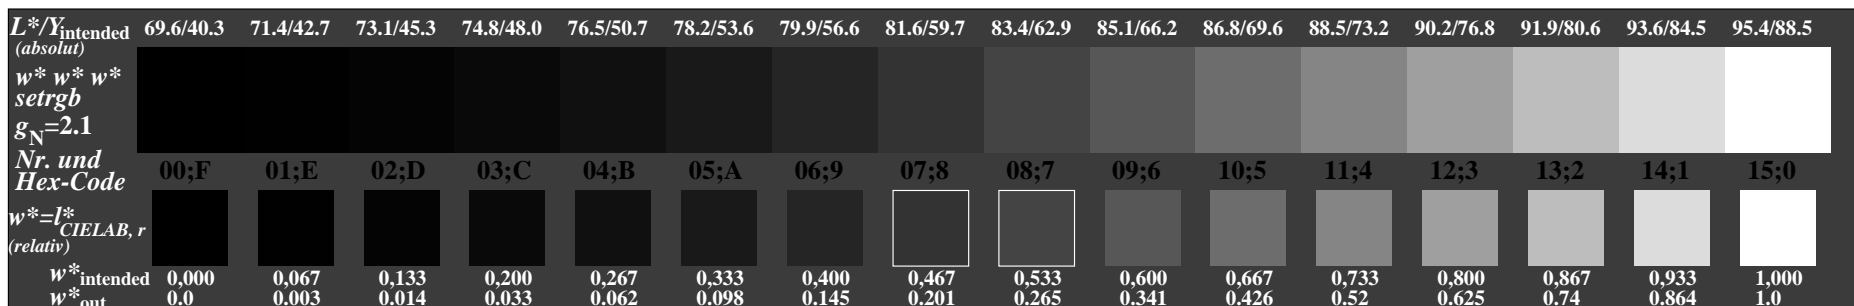 L*/Yintended 69.6/40.3 71.4/42.7 73.1/45.3 74.8/48.0 76.5/50.7 78.2/53.6 79.9/56.6 81.6/59.7 83.4/62.9 85.1/66.2 86.8/69.6 88.5/73.2 90.2/76.8 91.9/80.6 93.6/84.5 95.4/88.5
(absolut)
w* w* w*
setrgb
gN=2.1
Nr. und
Hex-Code 00;F 01;E 02;D 03;C 04;B 05;A 06;9 07;8 08;7 09;6 10;5 11;4 12;3 13;2 14;1 15;0
w*=l*CIELAB, r
(relativ)
w*intended 0,000 0,067 0,133 0,200 0,267 0,333 0,400 0,467 0,533 0,600 0,667 0,733 0,800 0,867 0,933 1,000
w*out 0.0 0.003 0.014 0.033 0.062 0.098 0.145 0.201 0.265 0.341 0.426 0.52 0.625 0.74 0.864 1.0